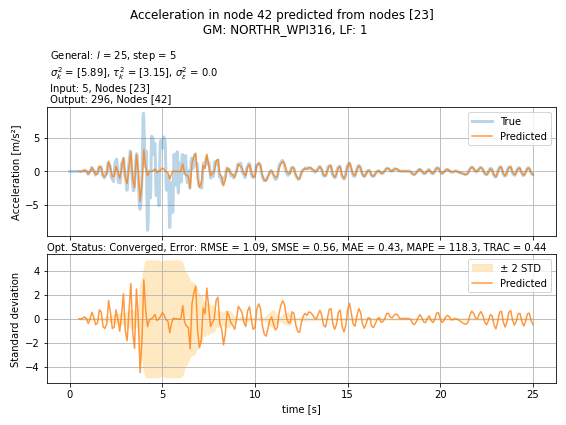 Acceleration in node 42 predicted from nodes [23]
GM: NORTHR_WPI316, LF: 1
General: l = 25, step = 5
σ²ₖ = [5.89], τ²ₖ = [3.15], σ²ε = 0.0
Input: 5, Nodes [23]
Output: 296, Nodes [42]
Acceleration [m/s²]
5
0
−5
True
Predicted
Opt. Status: Converged, Error: RMSE = 1.09, SMSE = 0.56, MAE = 0.43, MAPE = 118.3, TRAC = 0.44
Standard deviation
4
2
0
−2
−4
± 2 STD
Predicted
0 5 10 15 20 25
time [s]